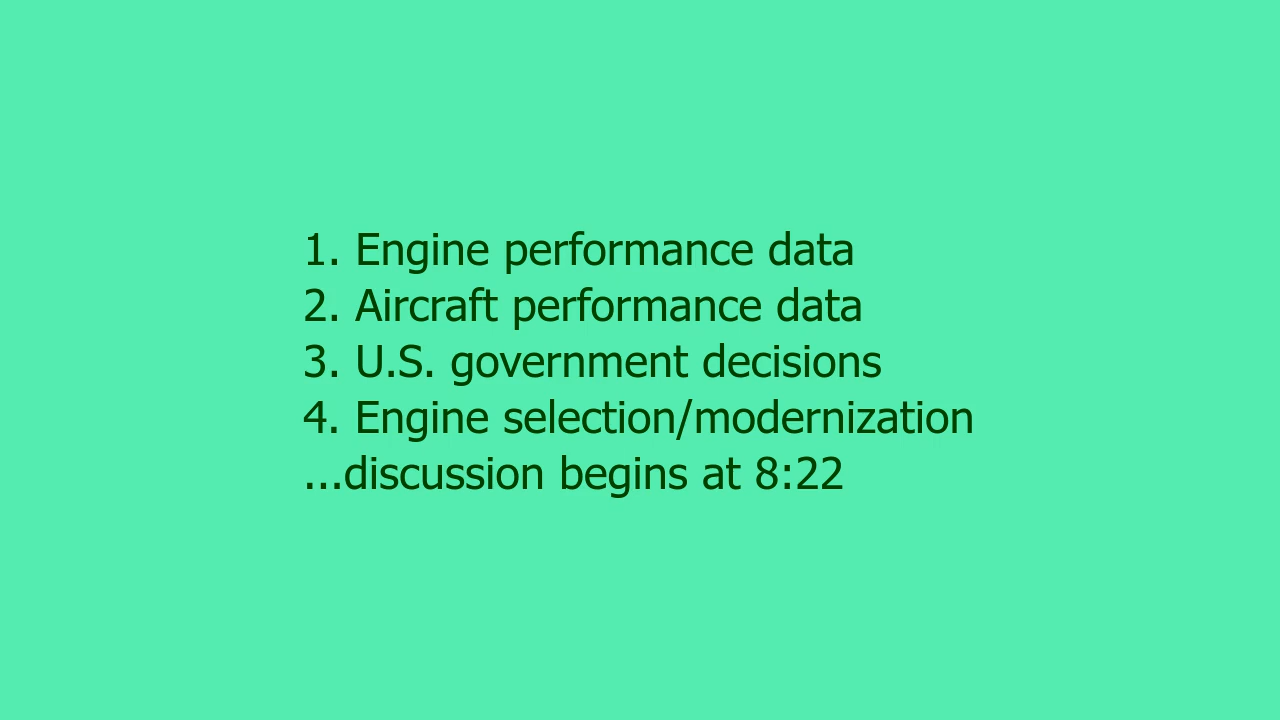 1. Engine performance data
2. Aircraft performance data
3. U.S. government decisions
4. Engine selection/modernization
...discussion begins at 8:22